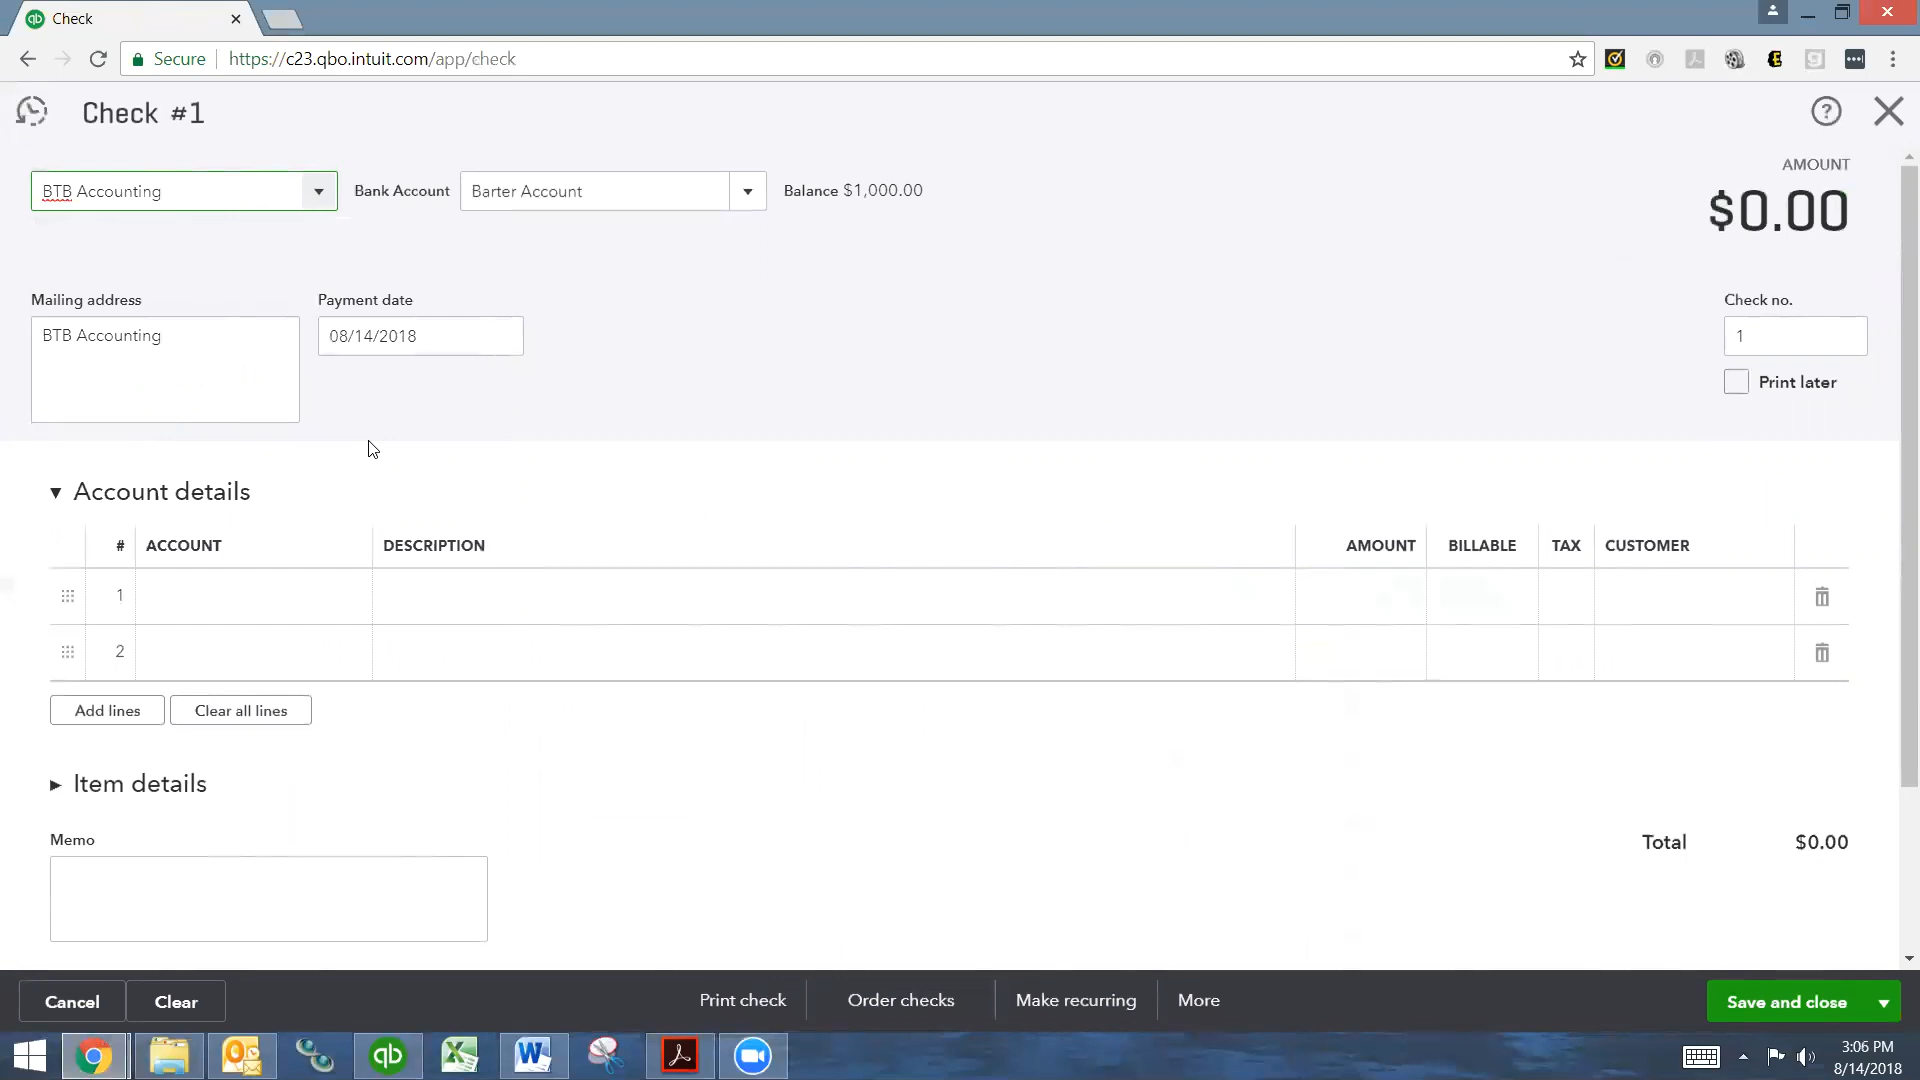 Check
Secure https://c23.qbo.intuit.com/app/check
Check #1
AMOUNT
BTB Accounting Bank Account Barter Account Balance $1,000.00
$0.00
Mailing address Payment date Check no.
BTB Accounting 08/14/2018 1
Print later
Account details
# ACCOUNT DESCRIPTION AMOUNT BILLABLE TAX CUSTOMER
1
2
Add lines Clear all lines
Item details
Memo
Total $0.00
Cancel Clear Print check Order checks Make recurring More Save and close
3:06 PM
8/14/2018